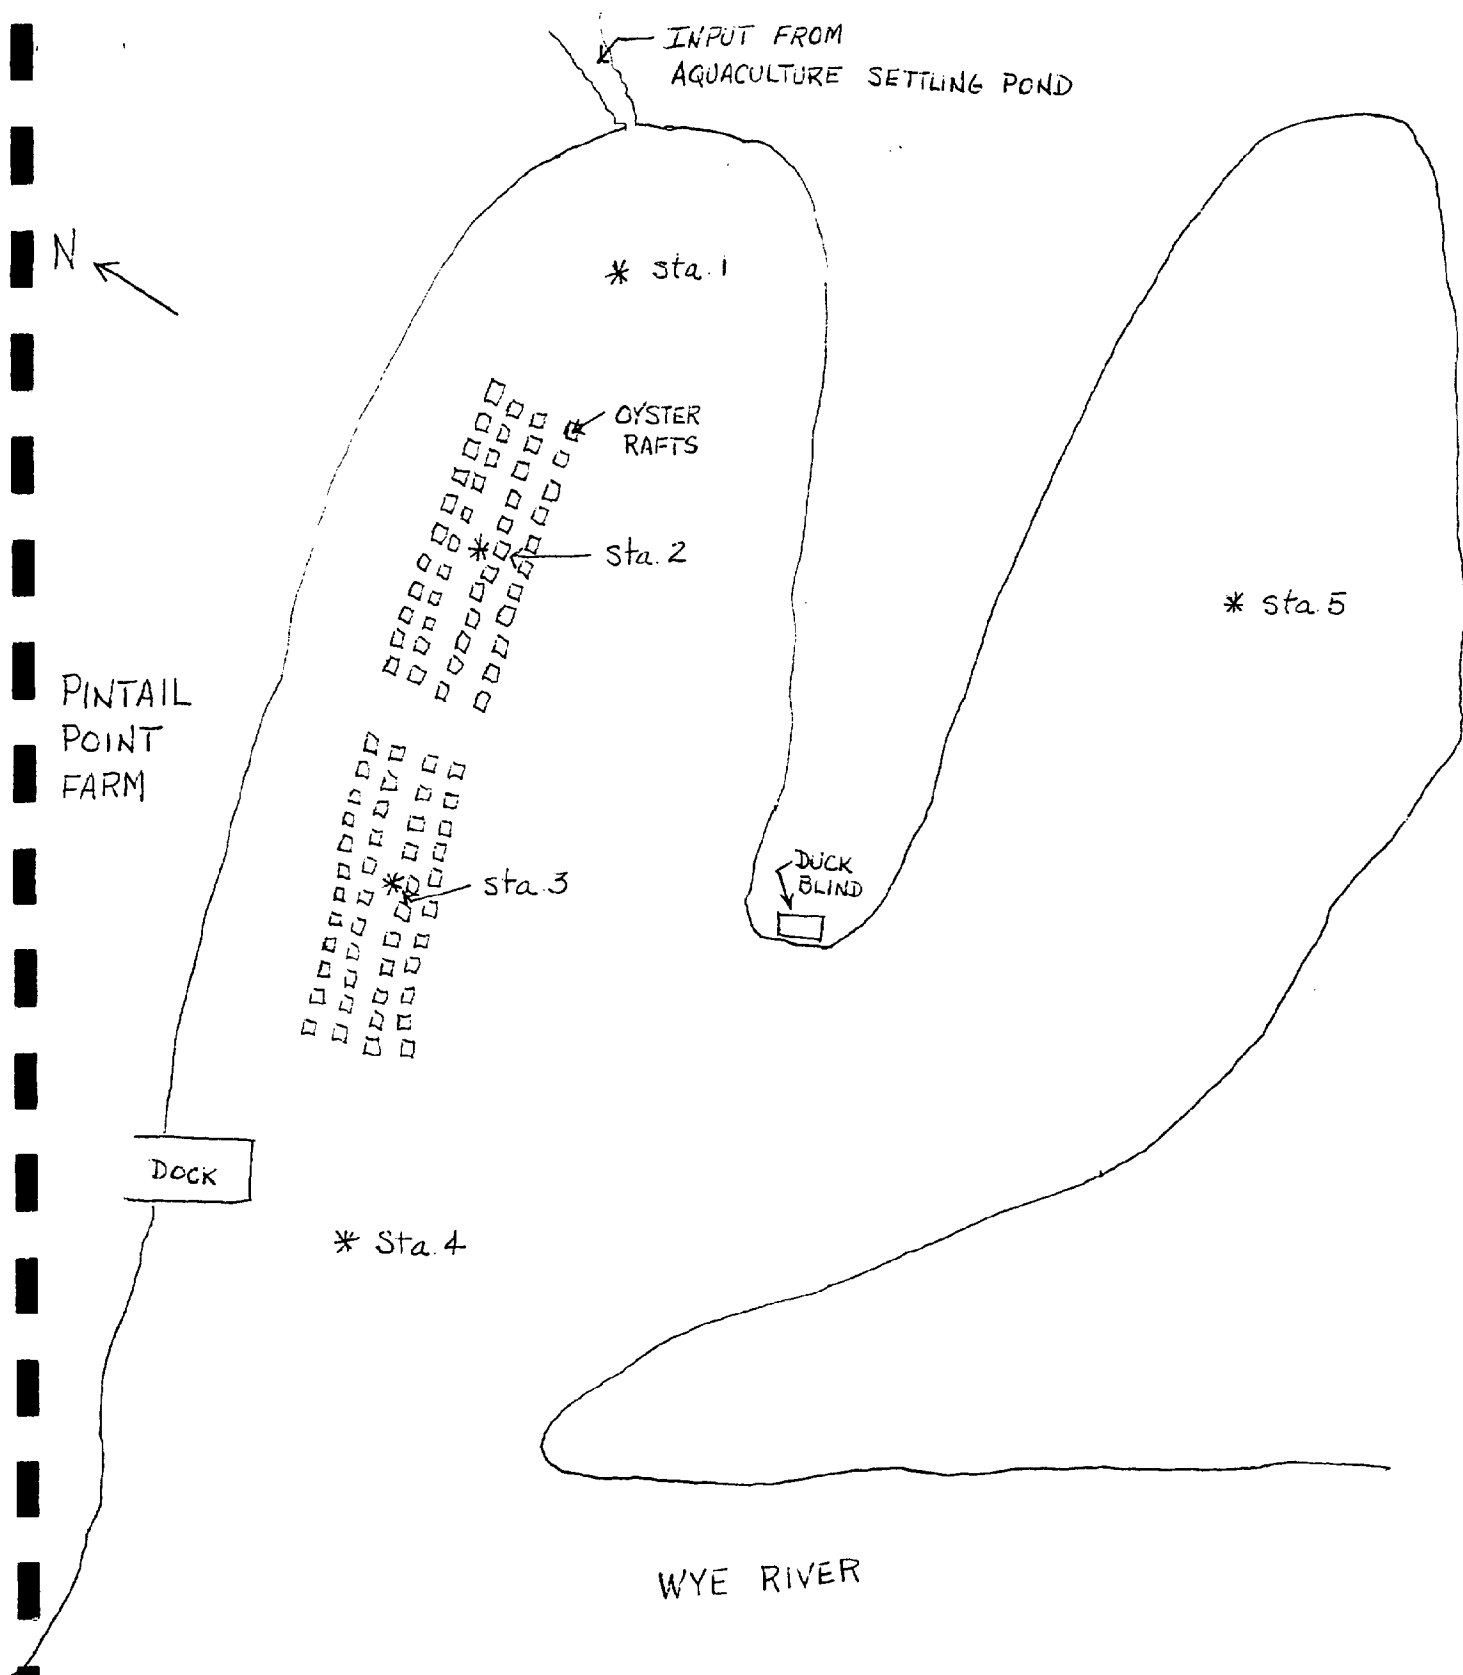 INPUT FROM
AQUACULTURE SETTLING POND
N
* sta. 1
OYSTER
RAFTS
sta. 2
* sta. 5
PINTAIL
POINT
FARM
DUCK
BLIND
sta. 3
DOCK
* Sta. 4
WYE RIVER